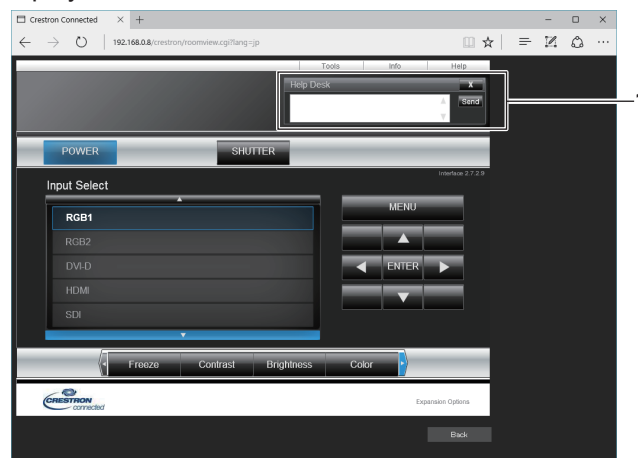 Crestron Connected
192.168.0.8/crestron/roomview.cgi?lang=jp
Tools Info Help
Help Desk X
Send
POWER SHUTTER
Interface 2.7.2.9
Input Select
MENU
RGB1
RGB2
DVI-D ENTER
HDMI
SDI
Freeze Contrast Brightness Color
CRESTRON
connected
Expansion Options
Back